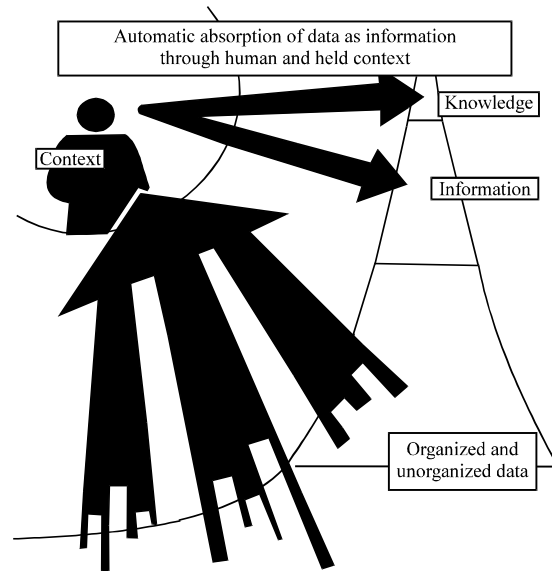 Automatic absorption of data as information
through human and held context
Knowledge
Context
Information
Organized and
unorganized data